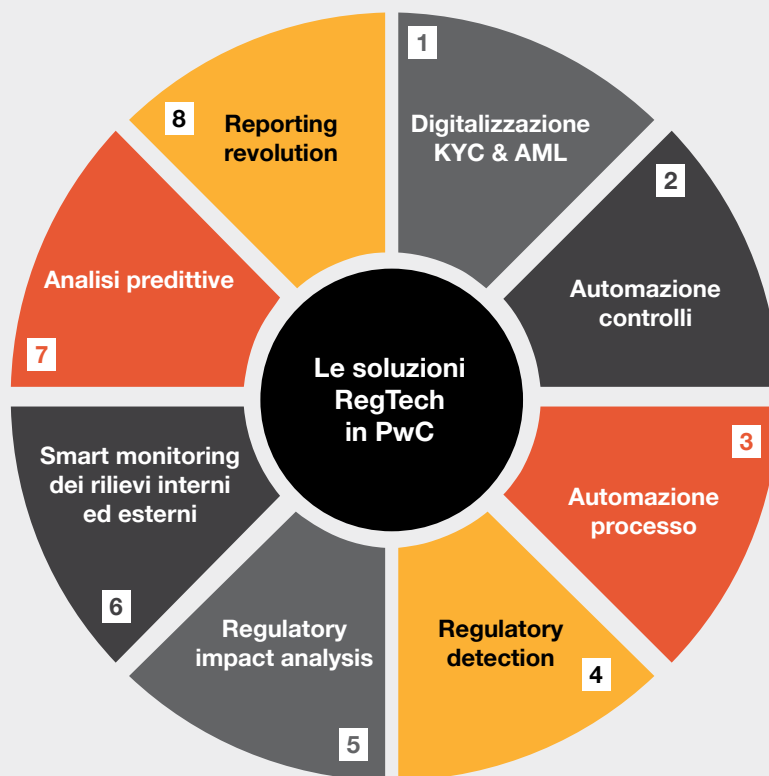 1
Digitalizzazione
KYC & AML
2
Automazione
controlli
3
Automazione
processo
4
Regulatory
detection
5
Regulatory
impact analysis
6
Smart monitoring
dei rilievi interni
ed esterni
7
Analisi predittive
8
Reporting
revolution
Le soluzioni
RegTech
in PwC